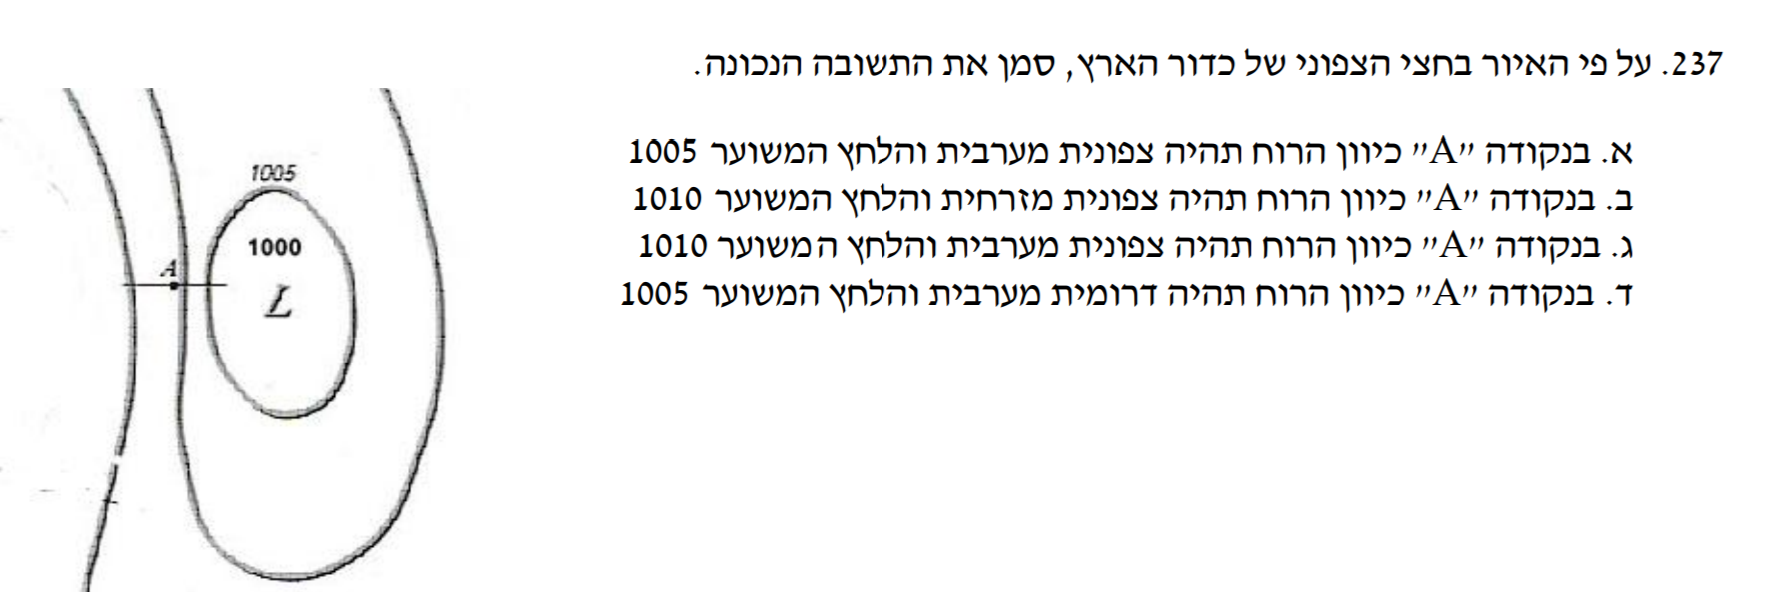 237. על פי האיור בחצי הצפוני של כדור הארץ, סמן את התשובה הנכונה.
א. בנקודה "A" כיוון הרוח תהיה צפונית מערבית והלחץ המשוער 1005
ב. בנקודה "A" כיוון הרוח תהיה צפונית מזרחית והלחץ המשוער 1010
ג. בנקודה "A" כיוון הרוח תהיה צפונית מערבית והלחץ המשוער 1010
ד. בנקודה "A" כיוון הרוח תהיה דרומית מערבית והלחץ המשוער 1005
1005
1000
A
L